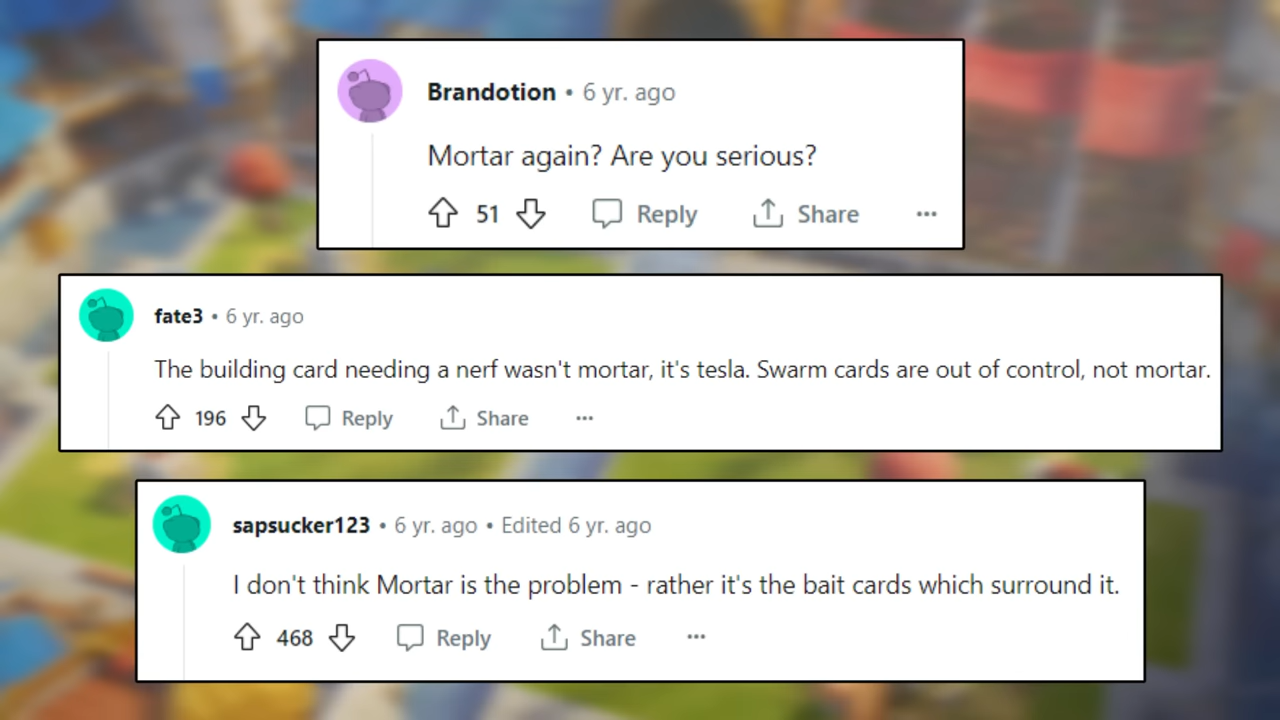 Brandotion • 6 yr. ago
Mortar again? Are you serious?
51 Reply Share ...
fate3 • 6 yr. ago
The building card needing a nerf wasn't mortar, it's tesla. Swarm cards are out of control, not mortar.
196 Reply Share ...
sapsucker123 • 6 yr. ago • Edited 6 yr. ago
I don't think Mortar is the problem - rather it's the bait cards which surround it.
468 Reply Share ...